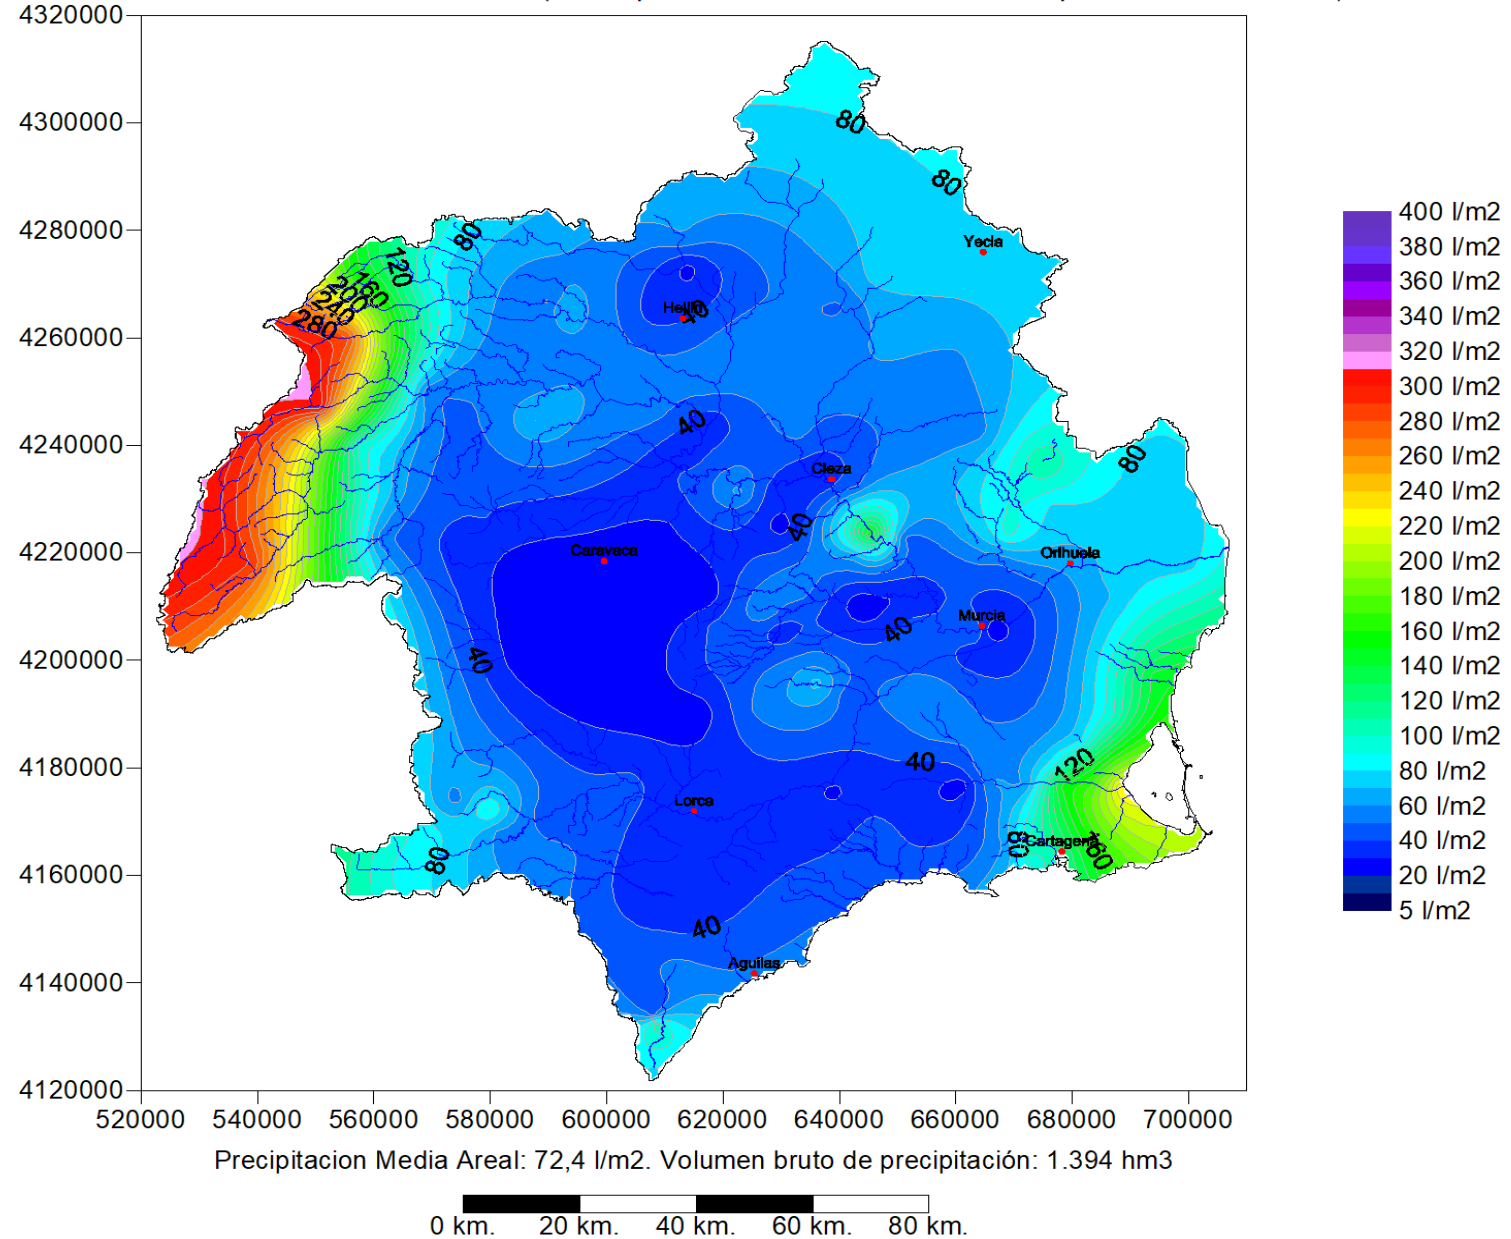 4320000
4300000
4280000
4260000
4240000
4220000
4200000
4180000
4160000
4140000
4120000
520000
540000
560000
580000
600000
620000
640000
660000
680000
700000
80
80
Yecla
80
120
160
200
240
280
Hellin
40
40
Cieza
80
40
Caravaca
Orihuela
Murcia
40
40
120
40
Lorca
80
Cartagena
160
80
40
Aguilas
400 l/m2
380 l/m2
360 l/m2
340 l/m2
320 l/m2
300 l/m2
280 l/m2
260 l/m2
240 l/m2
220 l/m2
200 l/m2
180 l/m2
160 l/m2
140 l/m2
120 l/m2
100 l/m2
80 l/m2
60 l/m2
40 l/m2
20 l/m2
5 l/m2
Precipitacion Media Areal: 72,4 l/m2. Volumen bruto de precipitación: 1.394 hm3
0 km.
20 km.
40 km.
60 km.
80 km.